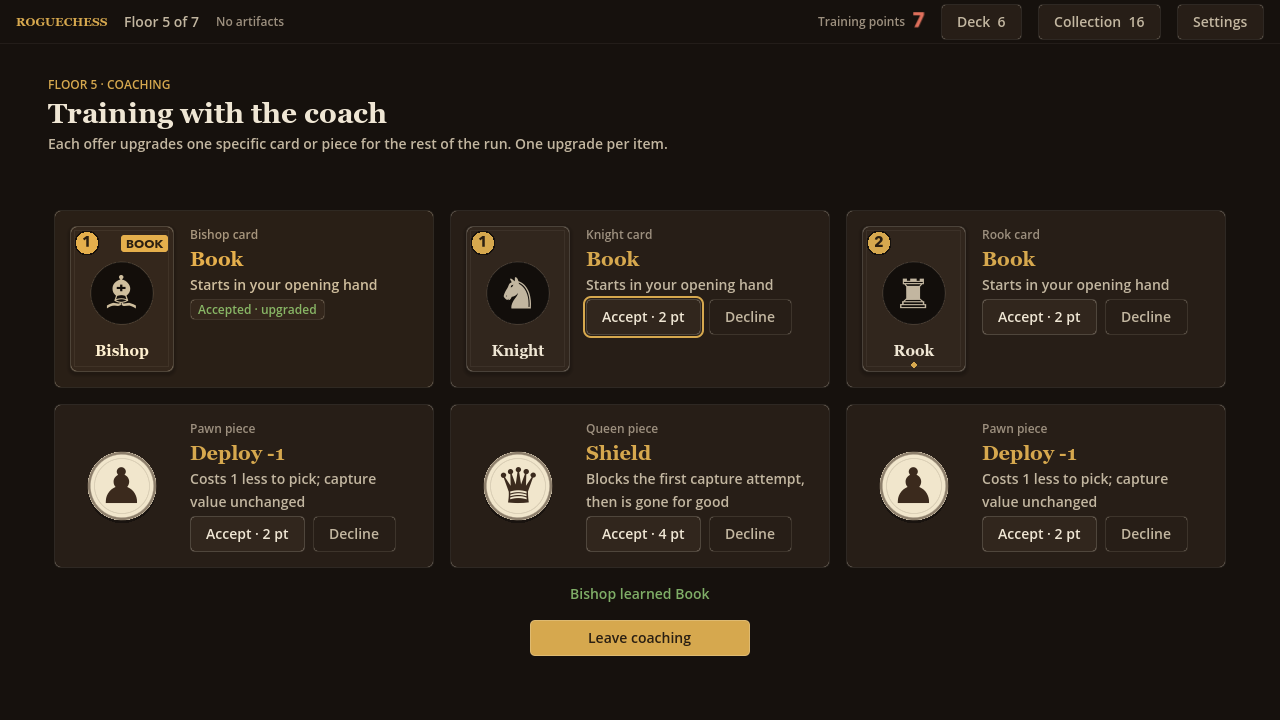 ROGUECHESS Floor 5 of 7 No artifacts Training points 7 Deck 6 Collection 16 Settings
FLOOR 5 · COACHING
Training with the coach
Each offer upgrades one specific card or piece for the rest of the run. One upgrade per item.
1 BOOK
Bishop
Bishop card
Book
Starts in your opening hand
Accepted · upgraded
1
Knight
Knight card
Book
Starts in your opening hand
Accept · 2 pt Decline
2
Rook
Rook card
Book
Starts in your opening hand
Accept · 2 pt Decline
Pawn piece
Deploy -1
Costs 1 less to pick; capture
value unchanged
Accept · 2 pt Decline
Queen piece
Shield
Blocks the first capture attempt,
then is gone for good
Accept · 4 pt Decline
Pawn piece
Deploy -1
Costs 1 less to pick; capture
value unchanged
Accept · 2 pt Decline
Bishop learned Book
Leave coaching